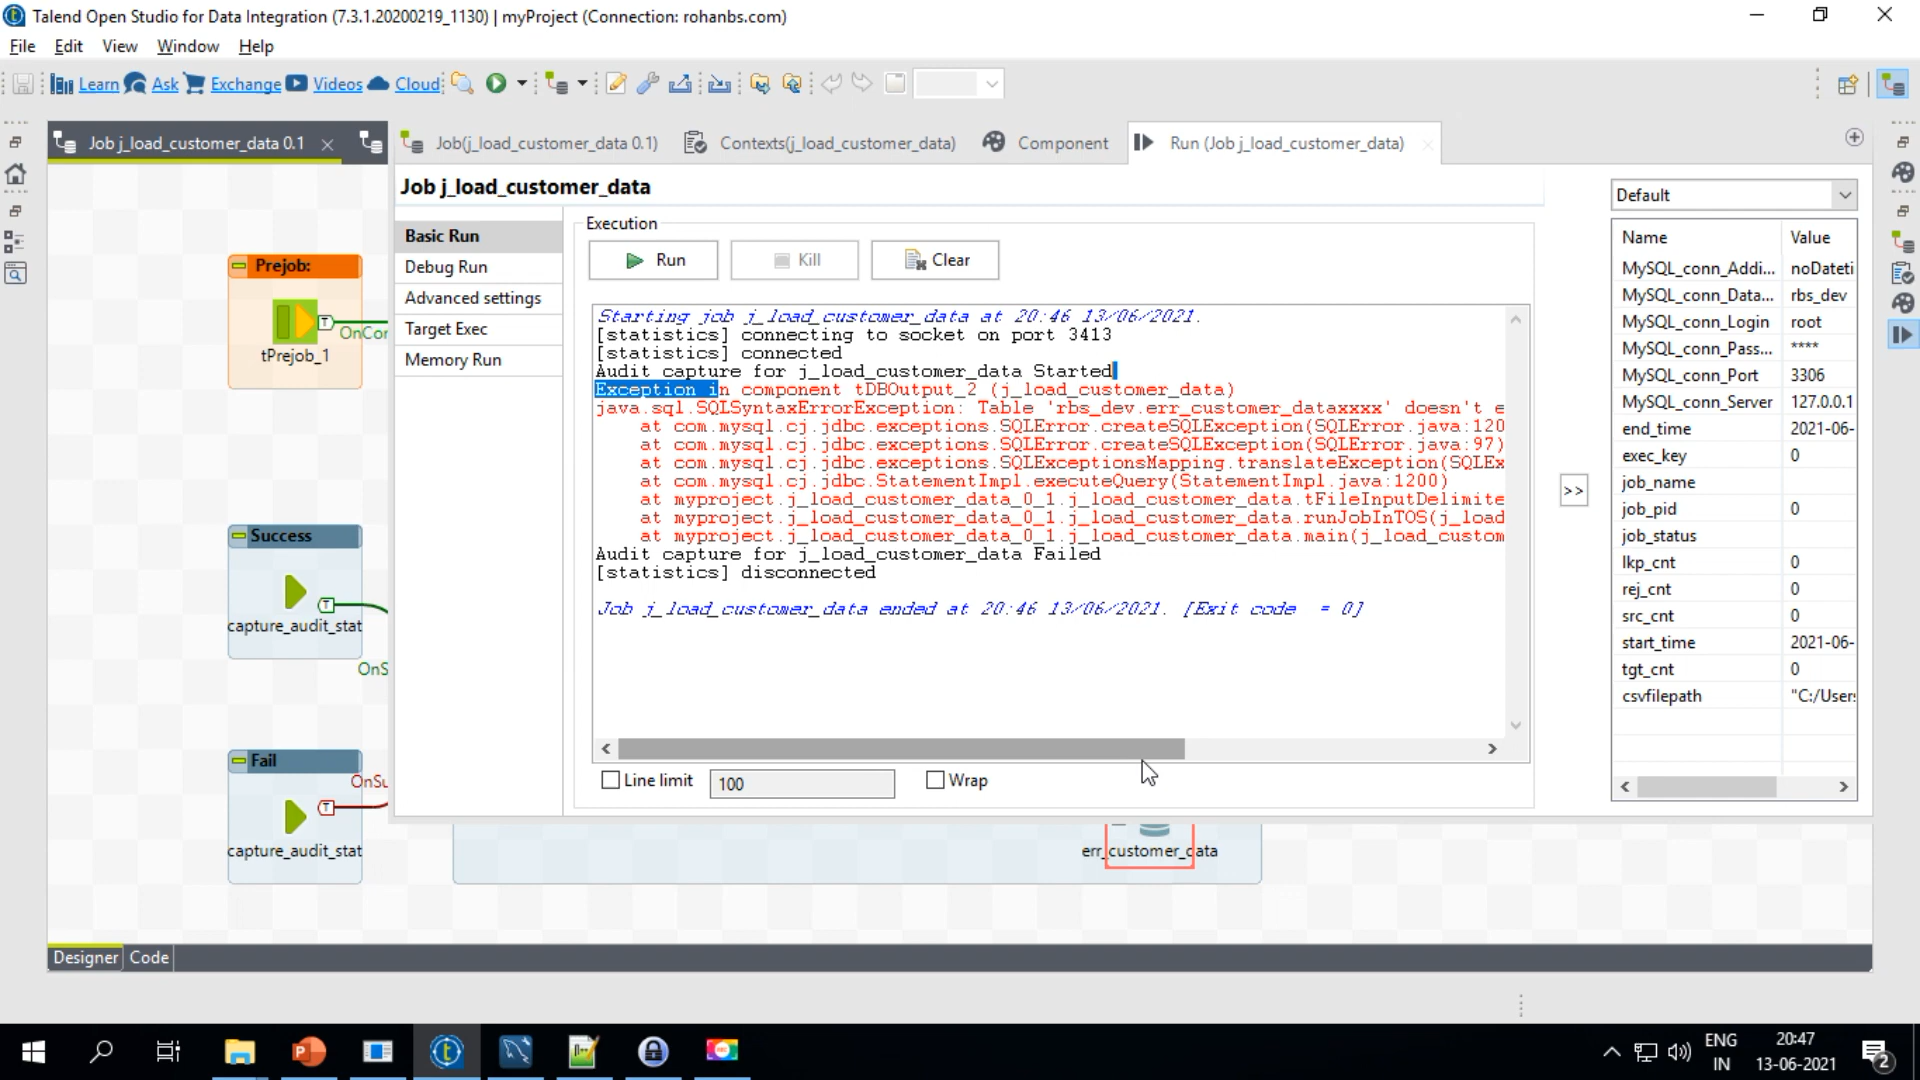 Talend Open Studio for Data Integration (7.3.1.20200219_1130) | myProject (Connection: rohanbs.com)
File Edit View Window Help
Learn Ask Exchange Videos Cloud
Job j_load_customer_data 0.1
Job(j_load_customer_data 0.1) Contexts(j_load_customer_data) Component Run (Job j_load_customer_data)
Job j_load_customer_data
Basic Run
Debug Run
Advanced settings
Target Exec
Memory Run
Execution
Run Kill Clear
Starting job j_load_customer_data at 20:46 13/06/2021.
[statistics] connecting to socket on port 3413
[statistics] connected
Audit capture for j_load_customer_data Started
Exception in component tDBOutput_2 (j_load_customer_data)
java.sql.SQLSyntaxErrorException: Table 'rbs_dev.err_customer_dataxxxx' doesn't e
at com.mysql.cj.jdbc.exceptions.SQLError.createSQLException(SQLError.java:120
at com.mysql.cj.jdbc.exceptions.SQLError.createSQLException(SQLError.java:97)
at com.mysql.cj.jdbc.exceptions.SQLExceptionsMapping.translateException(SQLEx
at com.mysql.cj.jdbc.StatementImpl.executeQuery(StatementImpl.java:1200)
at myproject.j_load_customer_data_0_1.j_load_customer_data.tFileInputDelimite
at myproject.j_load_customer_data_0_1.j_load_customer_data.runJobInTOS(j_load
at myproject.j_load_customer_data_0_1.j_load_customer_data.main(j_load_custom
Audit capture for j_load_customer_data Failed
[statistics] disconnected
Job j_load_customer_data ended at 20:46 13/06/2021. [Exit code = 0]
Line limit 100 Wrap
>>
Default
Name Value
MySQL_conn_Addi... noDateti
MySQL_conn_Data... rbs_dev
MySQL_conn_Login root
MySQL_conn_Pass... ****
MySQL_conn_Port 3306
MySQL_conn_Server 127.0.0.1
end_time 2021-06-
exec_key 0
job_name
job_pid 0
job_status
lkp_cnt 0
rej_cnt 0
src_cnt 0
start_time 2021-06-
tgt_cnt 0
csvfilepath "C:/User:
Prejob:
OnCor
tPrejob_1
Success
capture_audit_stat
OnS
Fail
OnSu
capture_audit_stat
err_customer_data
Designer Code
ENG
IN
20:47
13-06-2021
2